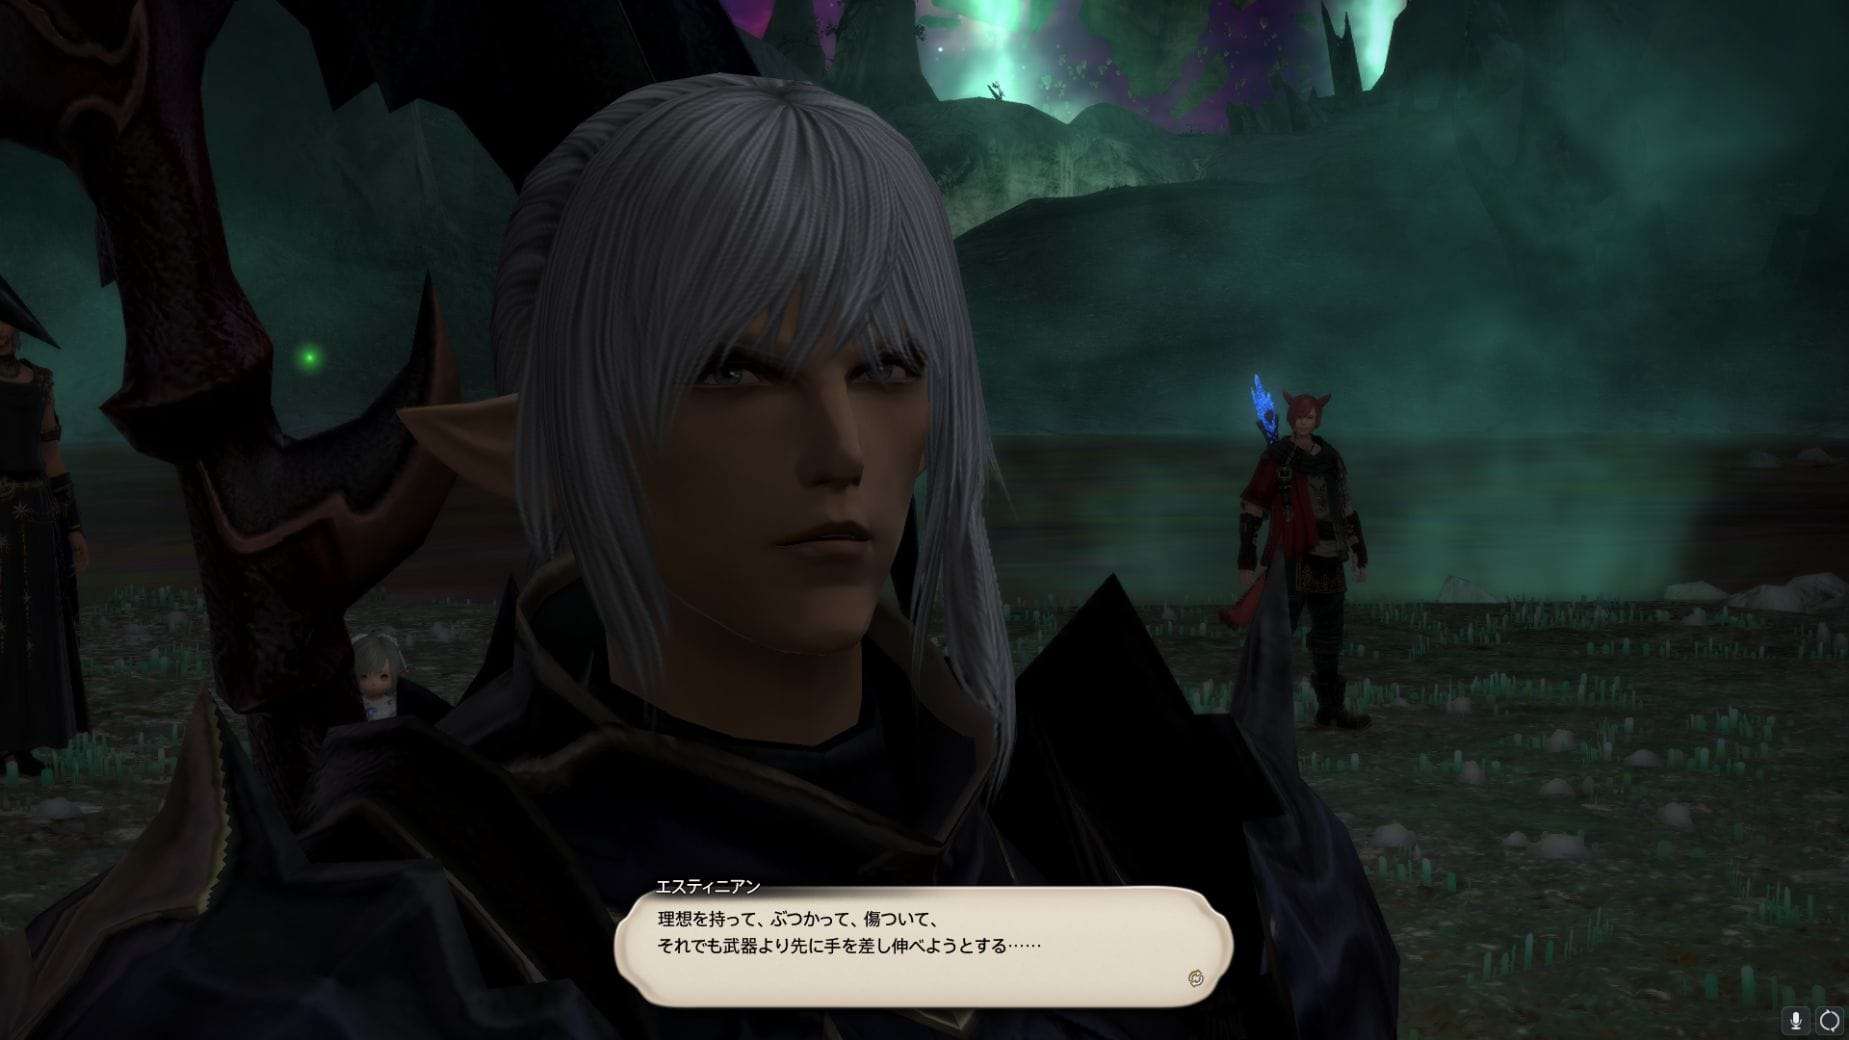 エスティニアン
理想を持って、ぶつかって、傷ついて、
それでも武器より先に手を差し伸べようとする……